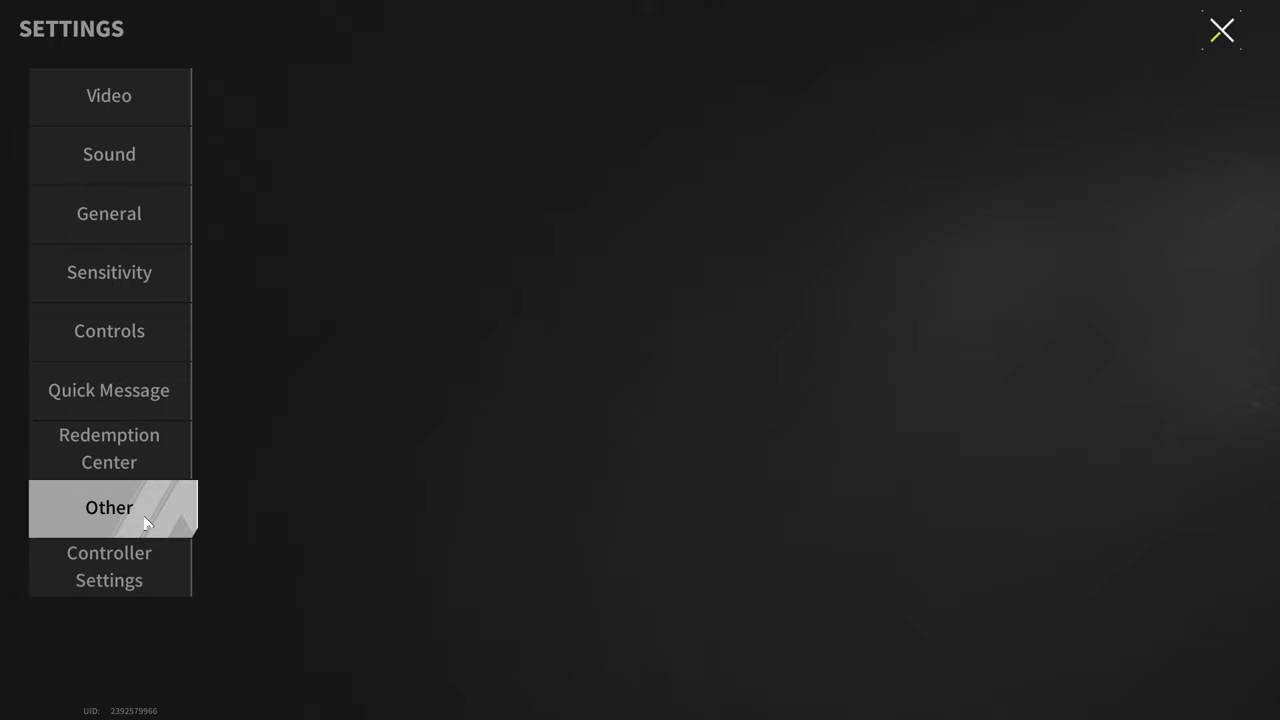 SETTINGS
Video
Sound
General
Sensitivity
Controls
Quick Message
Redemption
Center
Other
Controller
Settings
UID: 2392579966